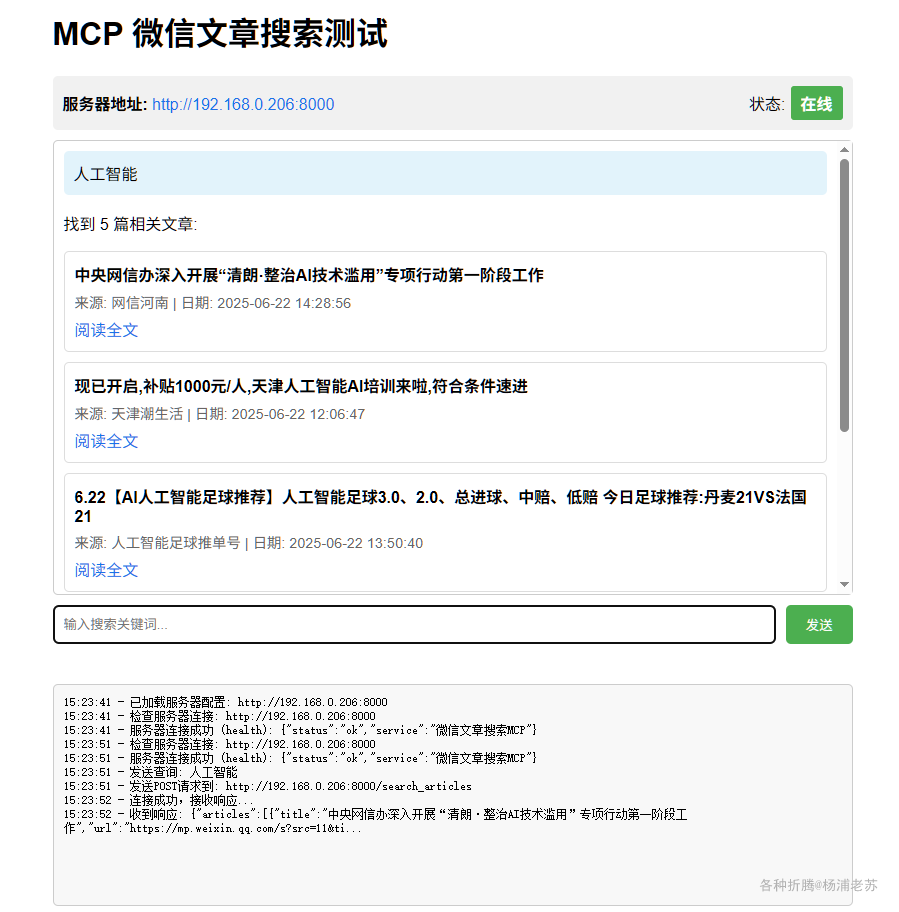 MCP 微信文章搜索测试
服务器地址: http://192.168.0.206:8000 状态: 在线
人工智能
找到 5 篇相关文章:
中央网信办深入开展“清朗·整治AI技术滥用”专项行动第一阶段工作
来源: 网信河南 | 日期: 2025-06-22 14:28:56
阅读全文
现已开启,补贴1000元/人,天津人工智能AI培训来啦,符合条件速进
来源: 天津潮生活 | 日期: 2025-06-22 12:06:47
阅读全文
6.22【AI人工智能足球推荐】人工智能足球3.0、2.0、总进球、中赔、低赔 今日足球推荐:丹麦21VS法国
21
来源: 人工智能足球推单号 | 日期: 2025-06-22 13:50:40
阅读全文
输入搜索关键词... 发送
15:23:41 - 已加载服务器配置: http://192.168.0.206:8000
15:23:41 - 检查服务器连接: http://192.168.0.206:8000
15:23:41 - 服务器连接成功 (health): {"status":"ok","service":"微信文章搜索MCP"}
15:23:51 - 检查服务器连接: http://192.168.0.206:8000
15:23:51 - 服务器连接成功 (health): {"status":"ok","service":"微信文章搜索MCP"}
15:23:51 - 发送查询: 人工智能
15:23:51 - 发送POST请求到: http://192.168.0.206:8000/search_articles
15:23:52 - 连接成功，接收响应...
15:23:52 - 收到响应: {"articles":[{"title":"中央网信办深入开展“清朗·整治AI技术滥用”专项行动第一阶段工
作","url":"https://mp.weixin.qq.com/s?src=11&ti...
各种折腾@杨浦老苏